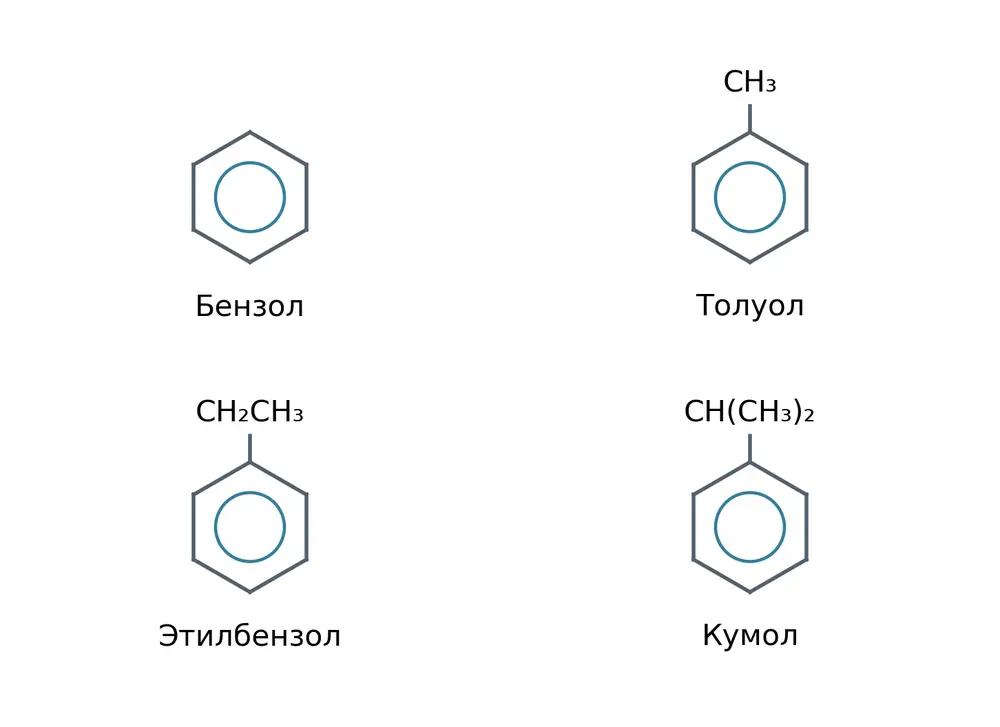 CH₃
Бензол
Толуол
CH₂CH₃
CH(CH₃)₂
Этилбензол
Кумол